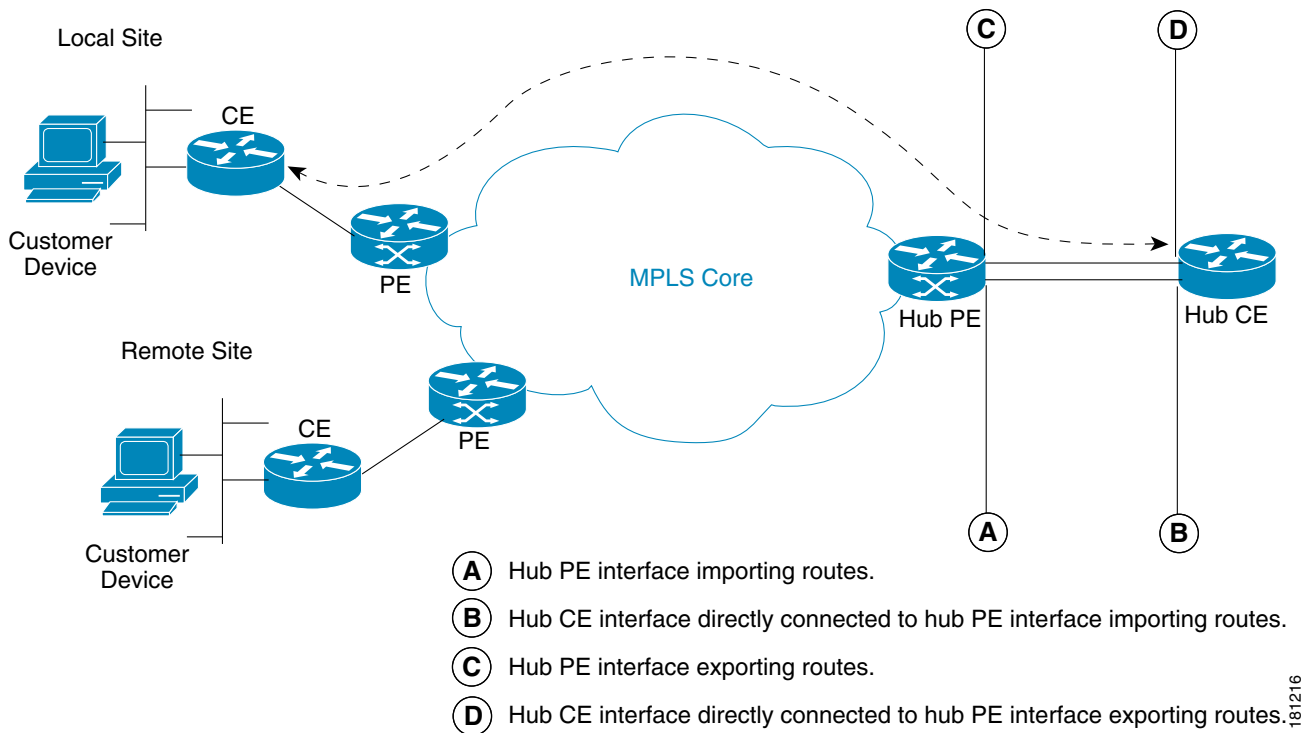 Local Site
C
D
CE
Customer
Device
PE
MPLS Core
Hub PE
Hub CE
Remote Site
CE
PE
Customer
Device
A
B
A Hub PE interface importing routes.
B Hub CE interface directly connected to hub PE interface importing routes.
C Hub PE interface exporting routes.
D Hub CE interface directly connected to hub PE interface exporting routes.
181216